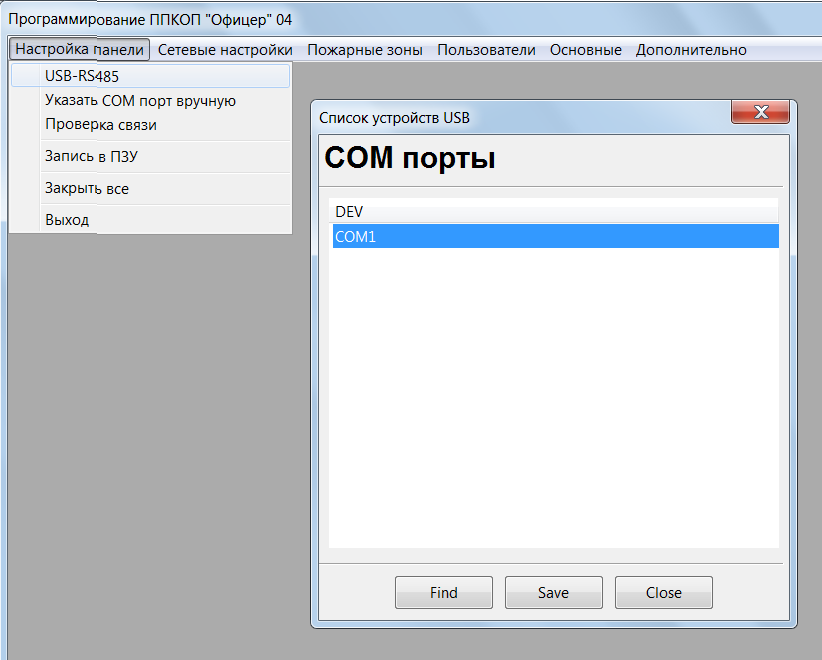 Программирование ППКОП "Офицер" 04
Настройка панели Сетевые настройки Пожарные зоны Пользователи Основные Дополнительно
USB-RS485
Указать COM порт вручную
Проверка связи
Запись в ПЗУ
Закрыть все
Выход
Список устройств USB
COM порты
DEV
COM1
Find Save Close